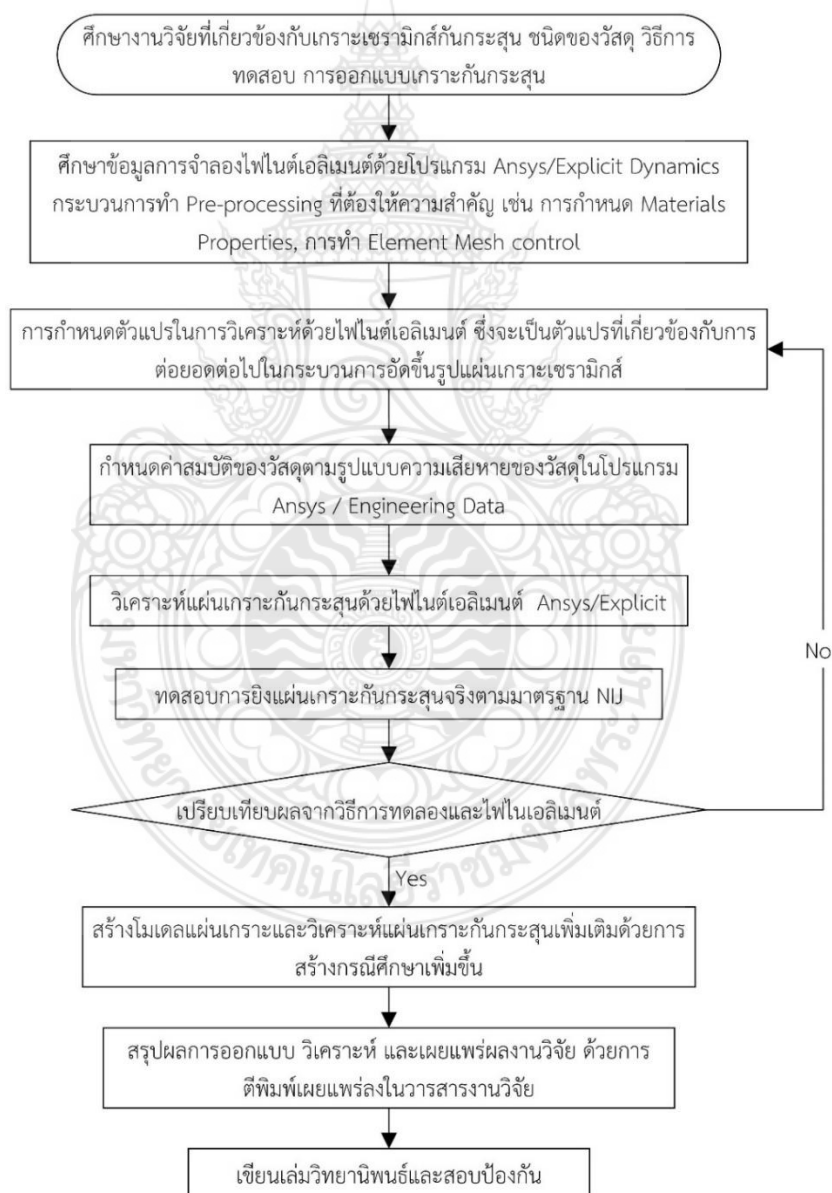 ศึกษางานวิจัยที่เกี่ยวข้องกับเกราะเซรามิกส์กันกระสุน ชนิดของวัสดุ วิธีการ
ทดสอบ การออกแบบเกราะกันกระสุน
ศึกษาข้อมูลการจำลองไฟไนต์เอลิเมนต์ด้วยโปรแกรม Ansys/Explicit Dynamics
กระบวนการทำ Pre-processing ที่ต้องให้ความสำคัญ เช่น การกำหนด Materials
Properties, การทำ Element Mesh control
การกำหนดตัวแปรในการวิเคราะห์ด้วยไฟไนต์เอลิเมนต์ ซึ่งจะเป็นตัวแปรที่เกี่ยวข้องกับการ
ต่อยอดต่อไปในกระบวนการอัดขึ้นรูปแผ่นเกราะเซรามิกส์
กำหนดค่าสมบัติของวัสดุตามรูปแบบความเสียหายของวัสดุในโปรแกรม
Ansys / Engineering Data
วิเคราะห์แผ่นเกราะกันกระสุนด้วยไฟไนต์เอลิเมนต์ Ansys/Explicit
No
ทดสอบการยิงแผ่นเกราะกันกระสุนจริงตามมาตรฐาน NIJ
เปรียบเทียบผลจากวิธีการทดลองและไฟไนเอลิเมนต์
Yes
สร้างโมเดลแผ่นเกราะและวิเคราะห์แผ่นเกราะกันกระสุนเพิ่มเติมด้วยการ
สร้างกรณีศึกษาเพิ่มขึ้น
สรุปผลการออกแบบ วิเคราะห์ และเผยแพร่ผลงานวิจัย ด้วยการ
ตีพิมพ์เผยแพร่ลงในวารสารงานวิจัย
เขียนเล่มวิทยานิพนธ์และสอบป้องกัน
มหาวิทยาลัยเทคโนโลยีราชมงคลพระนคร